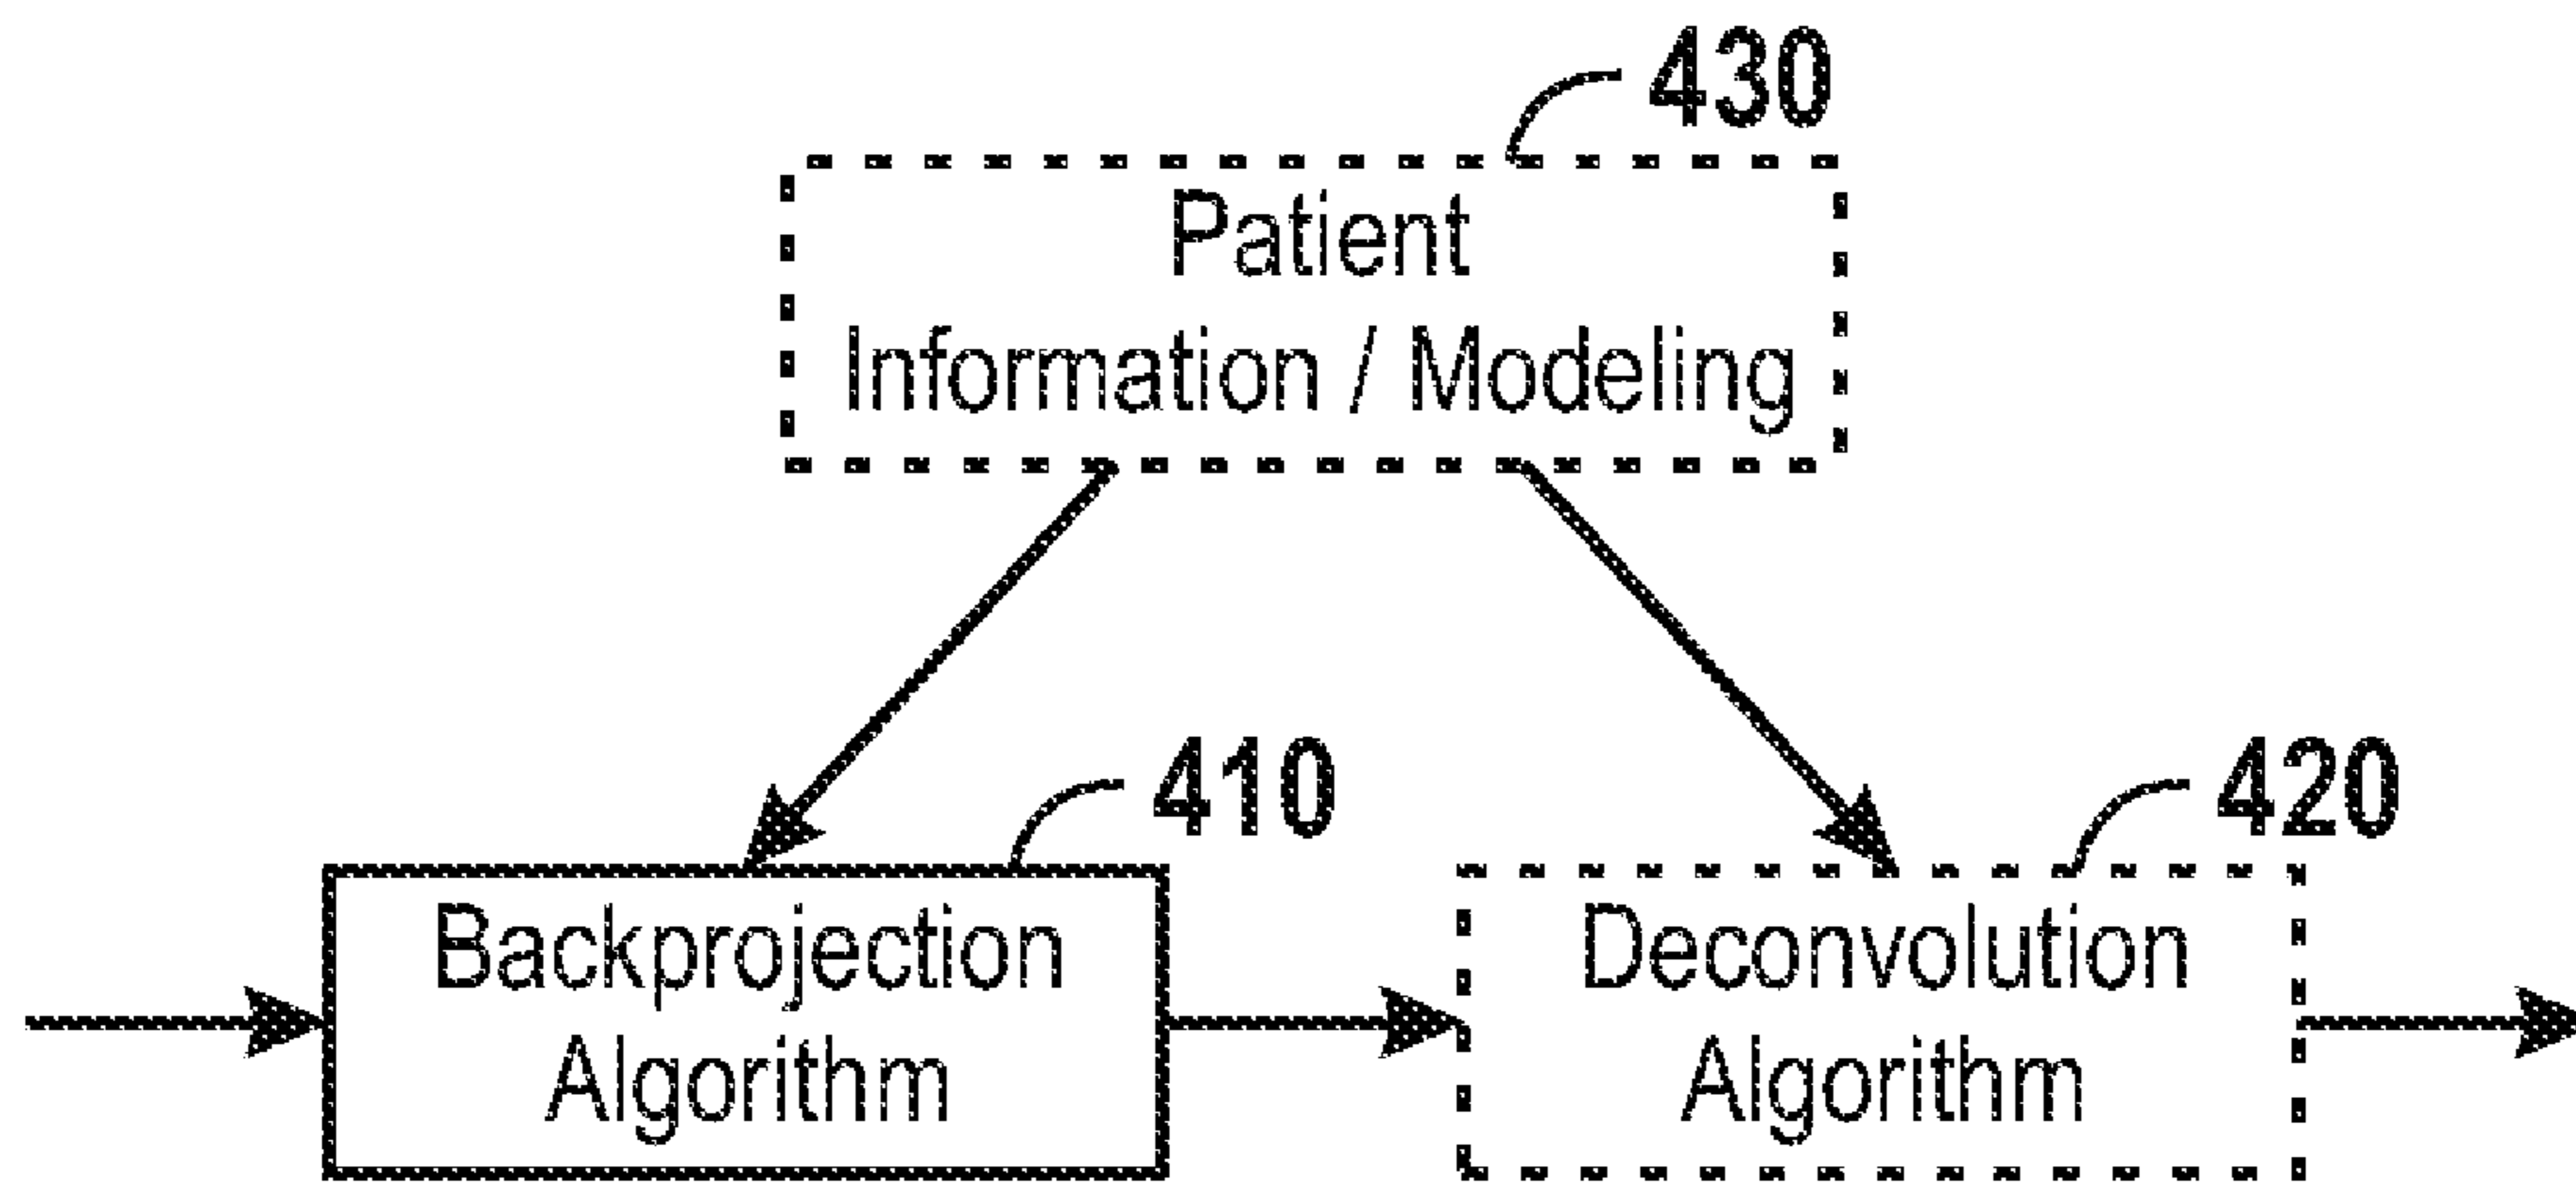 430
Patient
Information / Modeling
410
420
Backprojection
Algorithm
Deconvolution
Algorithm